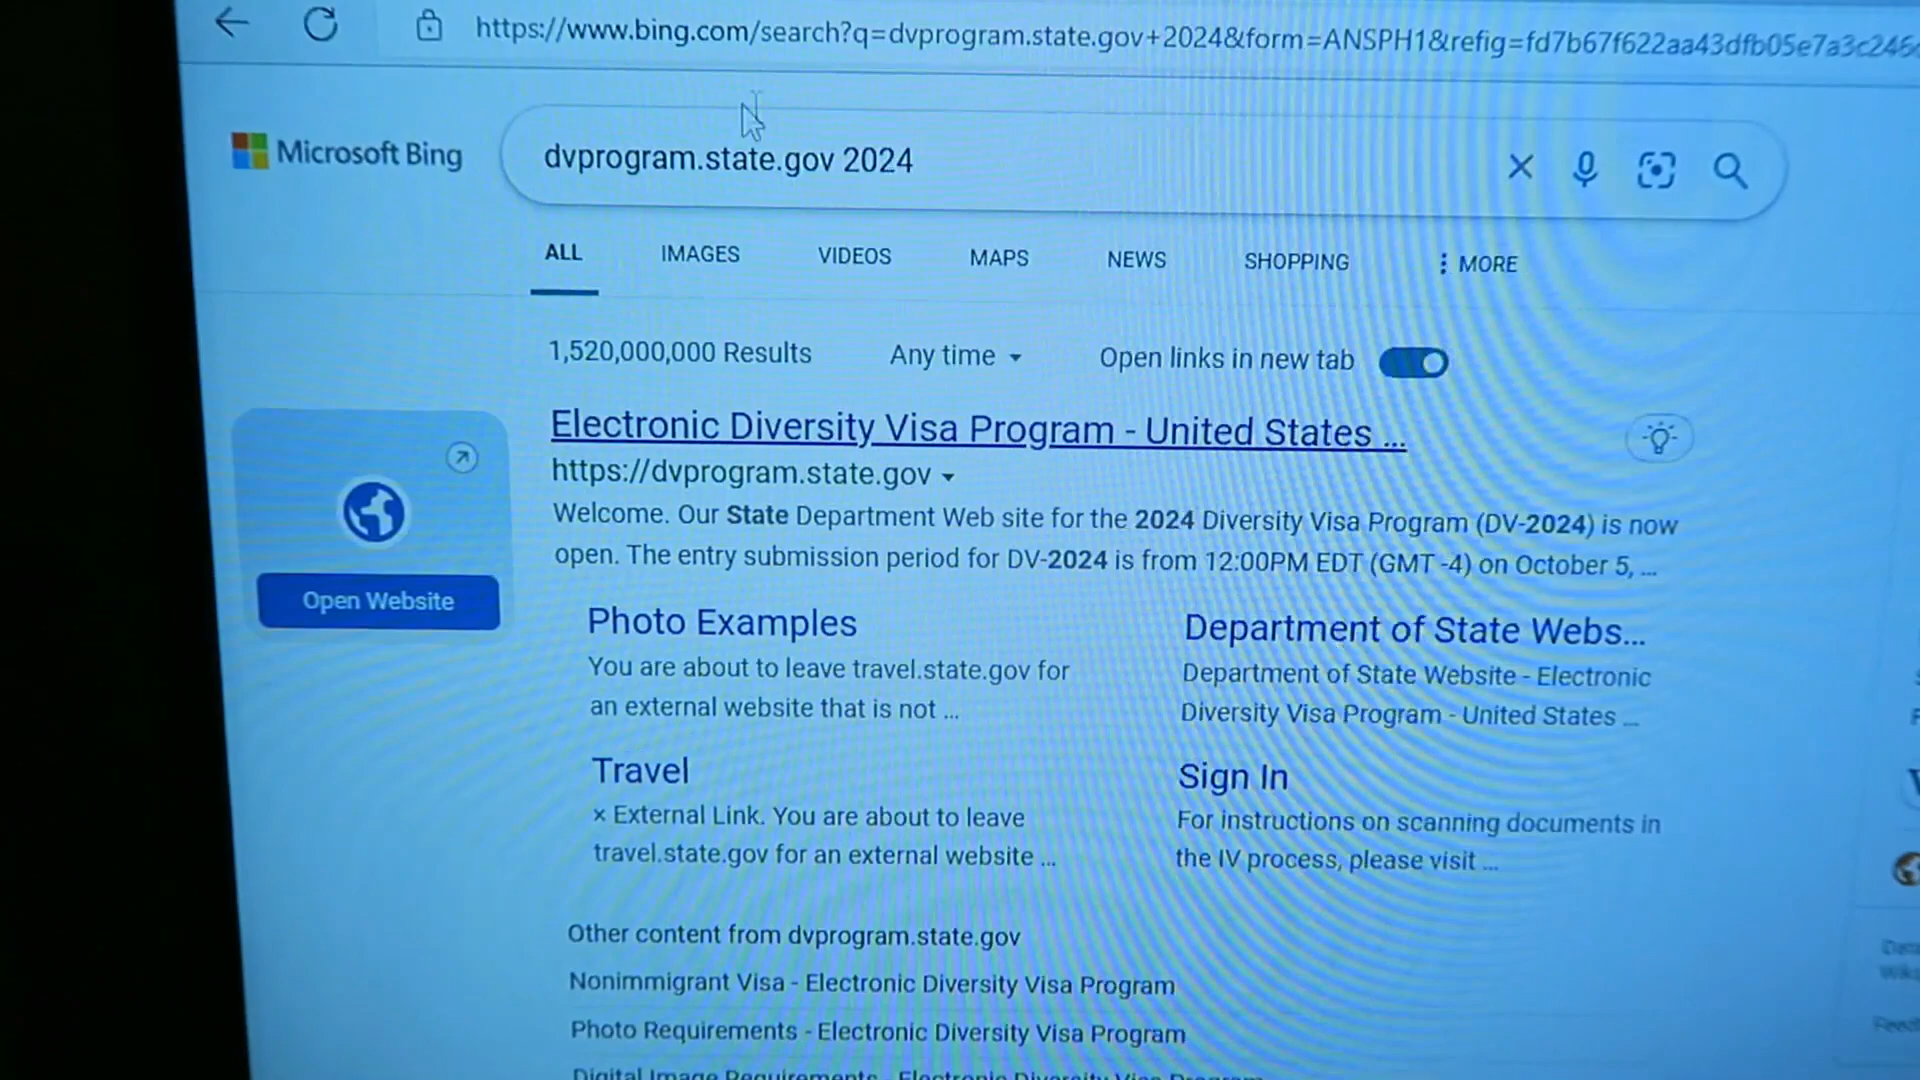 https://www.bing.com/search?q=dvprogram.state.gov+2024&form=ANSPH1&refig=fd7b67f622aa43dfb05e7a3c246
Microsoft Bing
dvprogram.state.gov 2024
ALL IMAGES VIDEOS MAPS NEWS SHOPPING MORE
1,520,000,000 Results Any time Open links in new tab
Electronic Diversity Visa Program - United States ...
https://dvprogram.state.gov
Welcome. Our State Department Web site for the 2024 Diversity Visa Program (DV-2024) is now
open. The entry submission period for DV-2024 is from 12:00PM EDT (GMT -4) on October 5, ...
Open Website
Photo Examples
You are about to leave travel.state.gov for
an external website that is not ...
Department of State Webs...
Department of State Website - Electronic
Diversity Visa Program - United States ...
Travel
× External Link. You are about to leave
travel.state.gov for an external website ...
Sign In
For instructions on scanning documents in
the IV process, please visit ...
Other content from dvprogram.state.gov
Nonimmigrant Visa - Electronic Diversity Visa Program
Photo Requirements - Electronic Diversity Visa Program
Digital Image Requirements - Electronic Diversity Visa Program